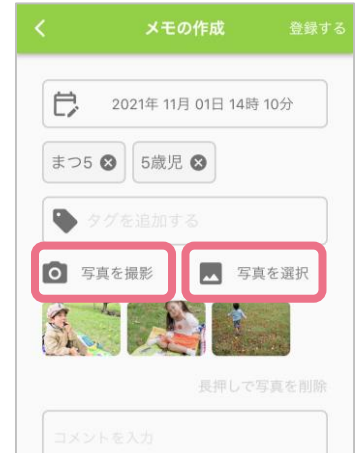 メモの作成 登録する
2021年 11月 01日 14時 10分
まつ5 5歳児
タグを追加する
写真を撮影 写真を選択
長押しで写真を削除
コメントを入力